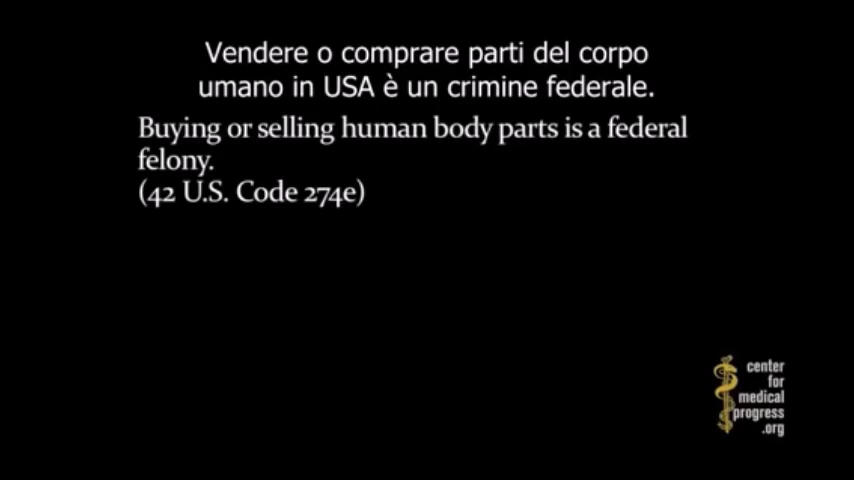 Vendere o comprare parti del corpo
umano in USA è un crimine federale.
Buying or selling human body parts is a federal
felony.
(42 U.S. Code 274e)
center
for
medical
progress
.org